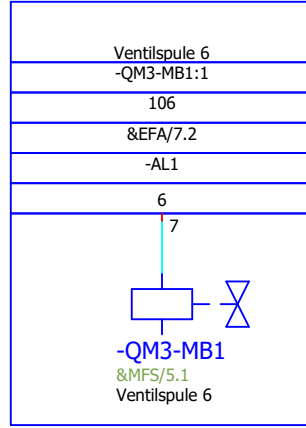 Ventilspule 6
-QM3-MB1:1
106
&EFA/7.2
-AL1
6
7
-QM3-MB1
&MFS/5.1
Ventilspule 6